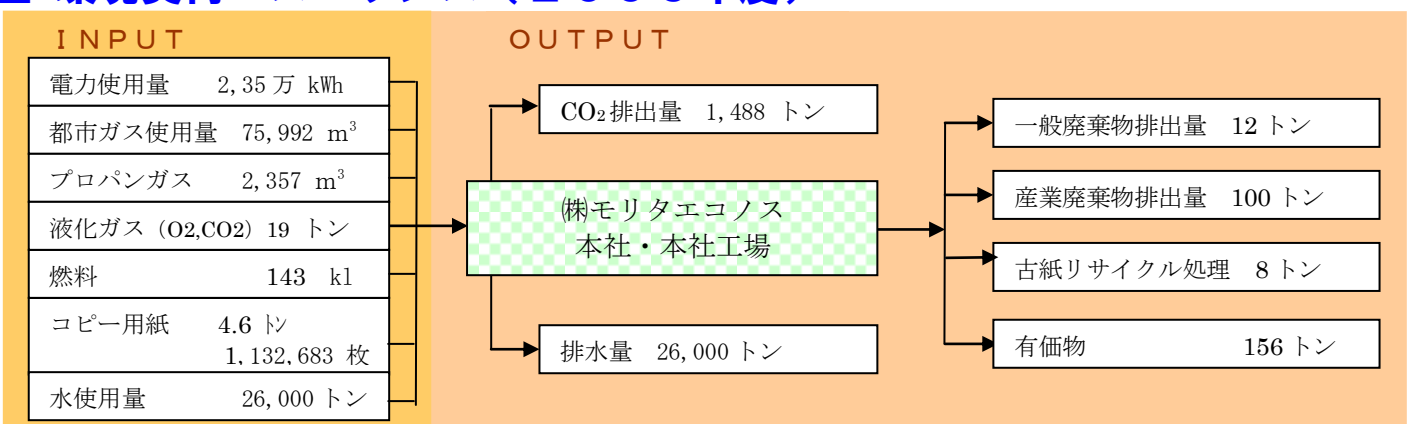 INPUT
電力使用量 2,35万 kWh
都市ガス使用量 75,992 m³
プロパンガス 2,357 m³
液化ガス（O2,CO2）19 トン
燃料 143 kl
コピー用紙 4.6 ㌧
1,132,683 枚
水使用量 26,000 トン
OUTPUT
CO₂排出量 1,488 トン
㈱モリタエコノス
本社・本社工場
排水量 26,000 トン
一般廃棄物排出量 12 トン
産業廃棄物排出量 100 トン
古紙リサイクル処理 8 トン
有価物 156 トン